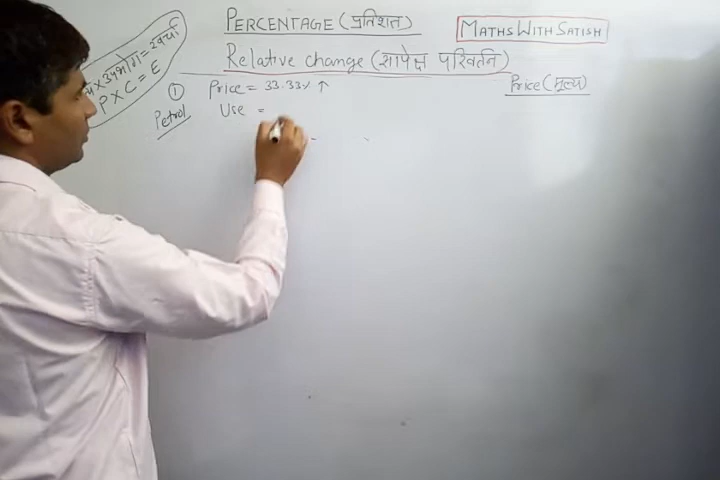 PERCENTAGE (प्रतिशत)
MATHS WITH SATISH
Relative change (सापेक्ष परिवर्तन)
Price (मूल्य)
× उपभोग = खर्चा
P × C = E
① Price = 33.33% ↑
Petrol
Use =